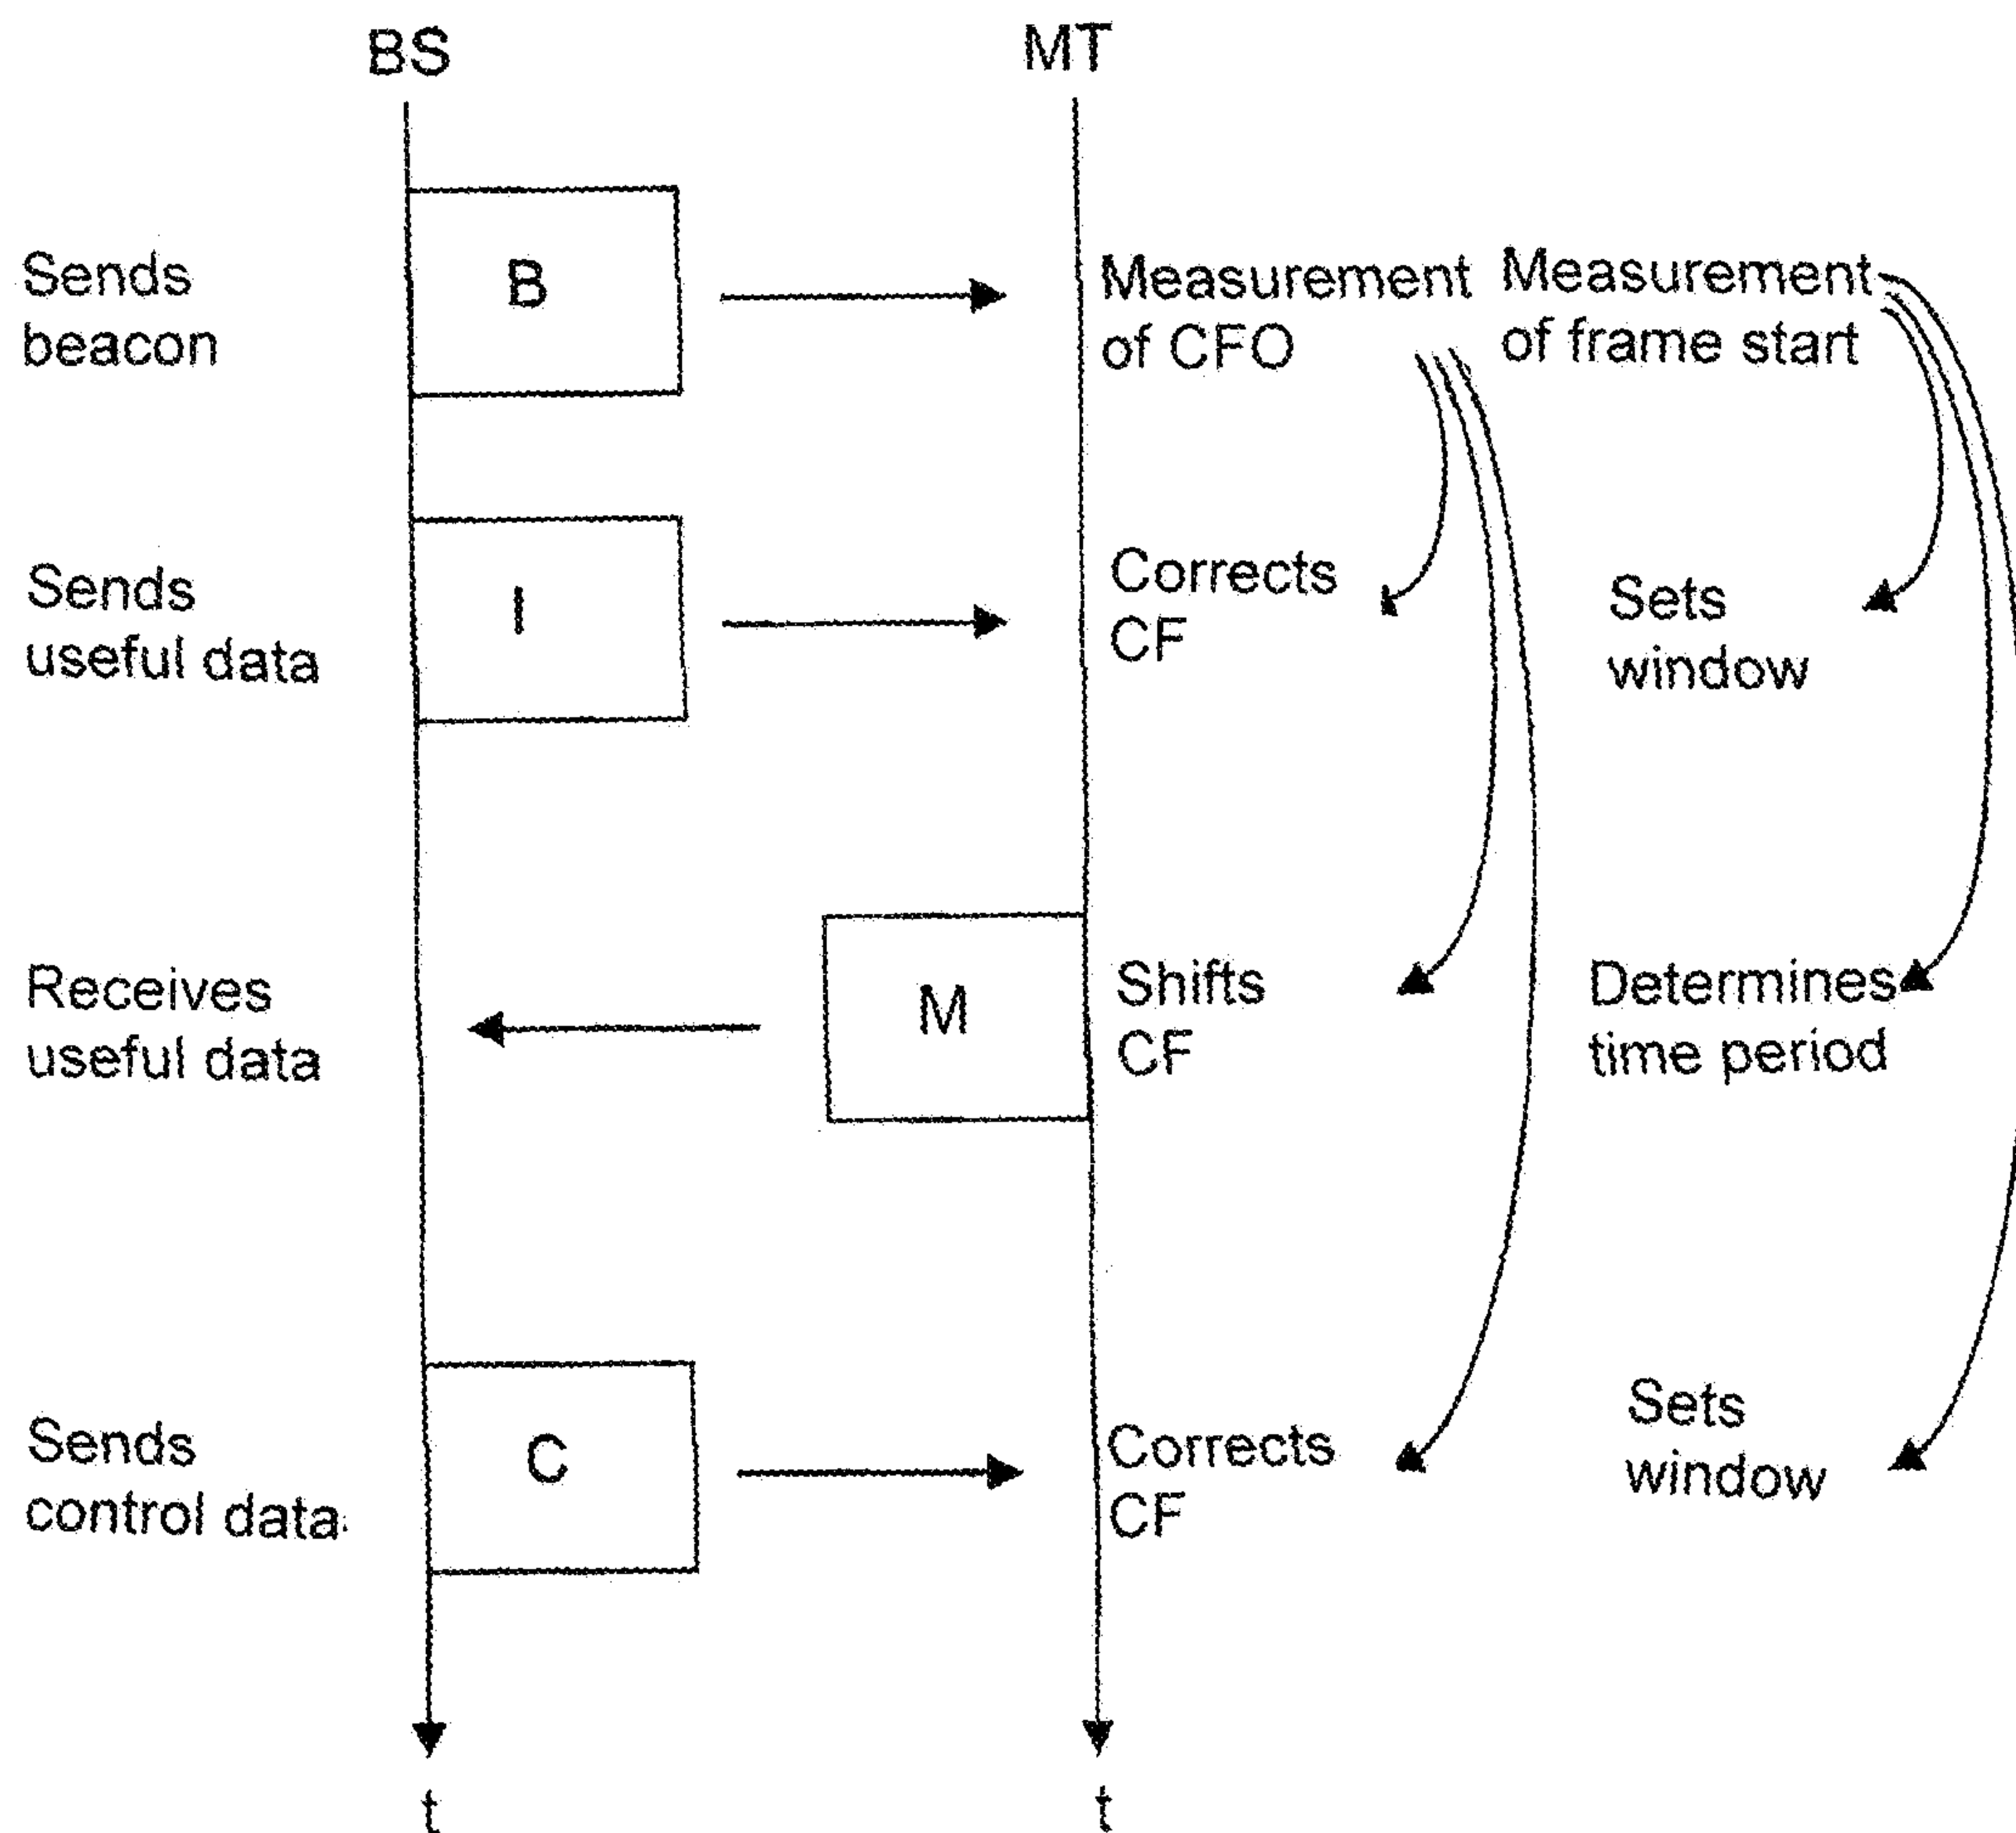 BS
MT
Sends
beacon
B
Measurement
of CFO
Measurement
of frame start
Sends
useful data
I
Corrects
CF
Sets
window
Receives
useful data
M
Shifts
CF
Determines
time period
Sends
control data
C
Corrects
CF
Sets
window
t
t